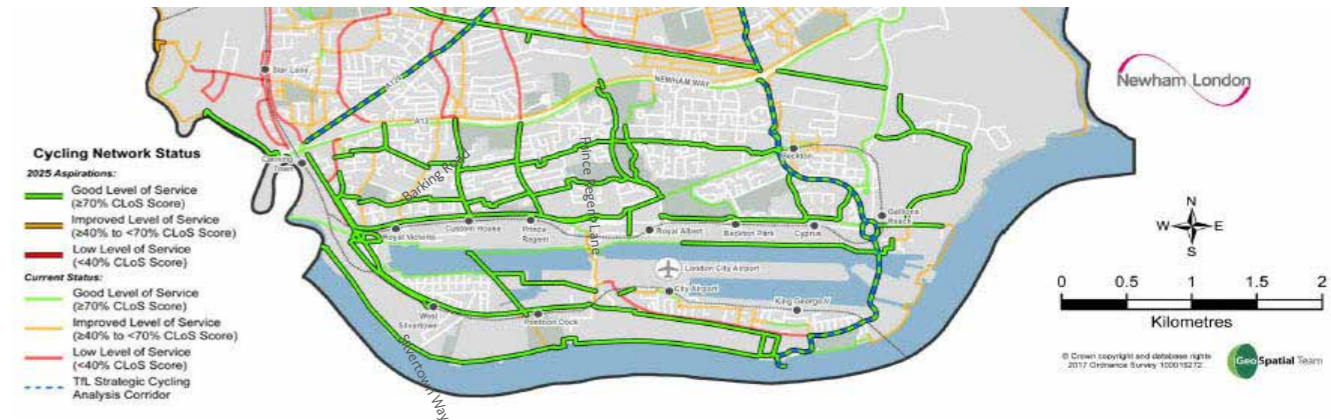 Cycling Network Status
2025 Aspirations:
Good Level of Service
(≥70% CLoS Score)
Improved Level of Service
(≥40% to <70% CLoS Score)
Low Level of Service
(<40% CLoS Score)
Current Status:
Good Level of Service
(≥70% CLoS Score)
Improved Level of Service
(≥40% to <70% CLoS Score)
Low Level of Service
(<40% CLoS Score)
TfL Strategic Cycling
Analysis Corridor
Star Lane
A124
NEWHAM WAY
A13
Canning
Town
Barking Road
Prince Regent Lane
Beckton
Royal Victoria
Custom House
Prince
Regent
Royal Albert
Beckton Park
Cyprus
Gallions
Reach
London City Airport
City Airport
King George V
West
Silvertown
Pontoon Dock
Silvertown Way
Newham London
N
W E
S
0 0.5 1 1.5 2
Kilometres
© Crown copyright and database rights
2017 Ordnance Survey 100019272
GeoSpatial Team